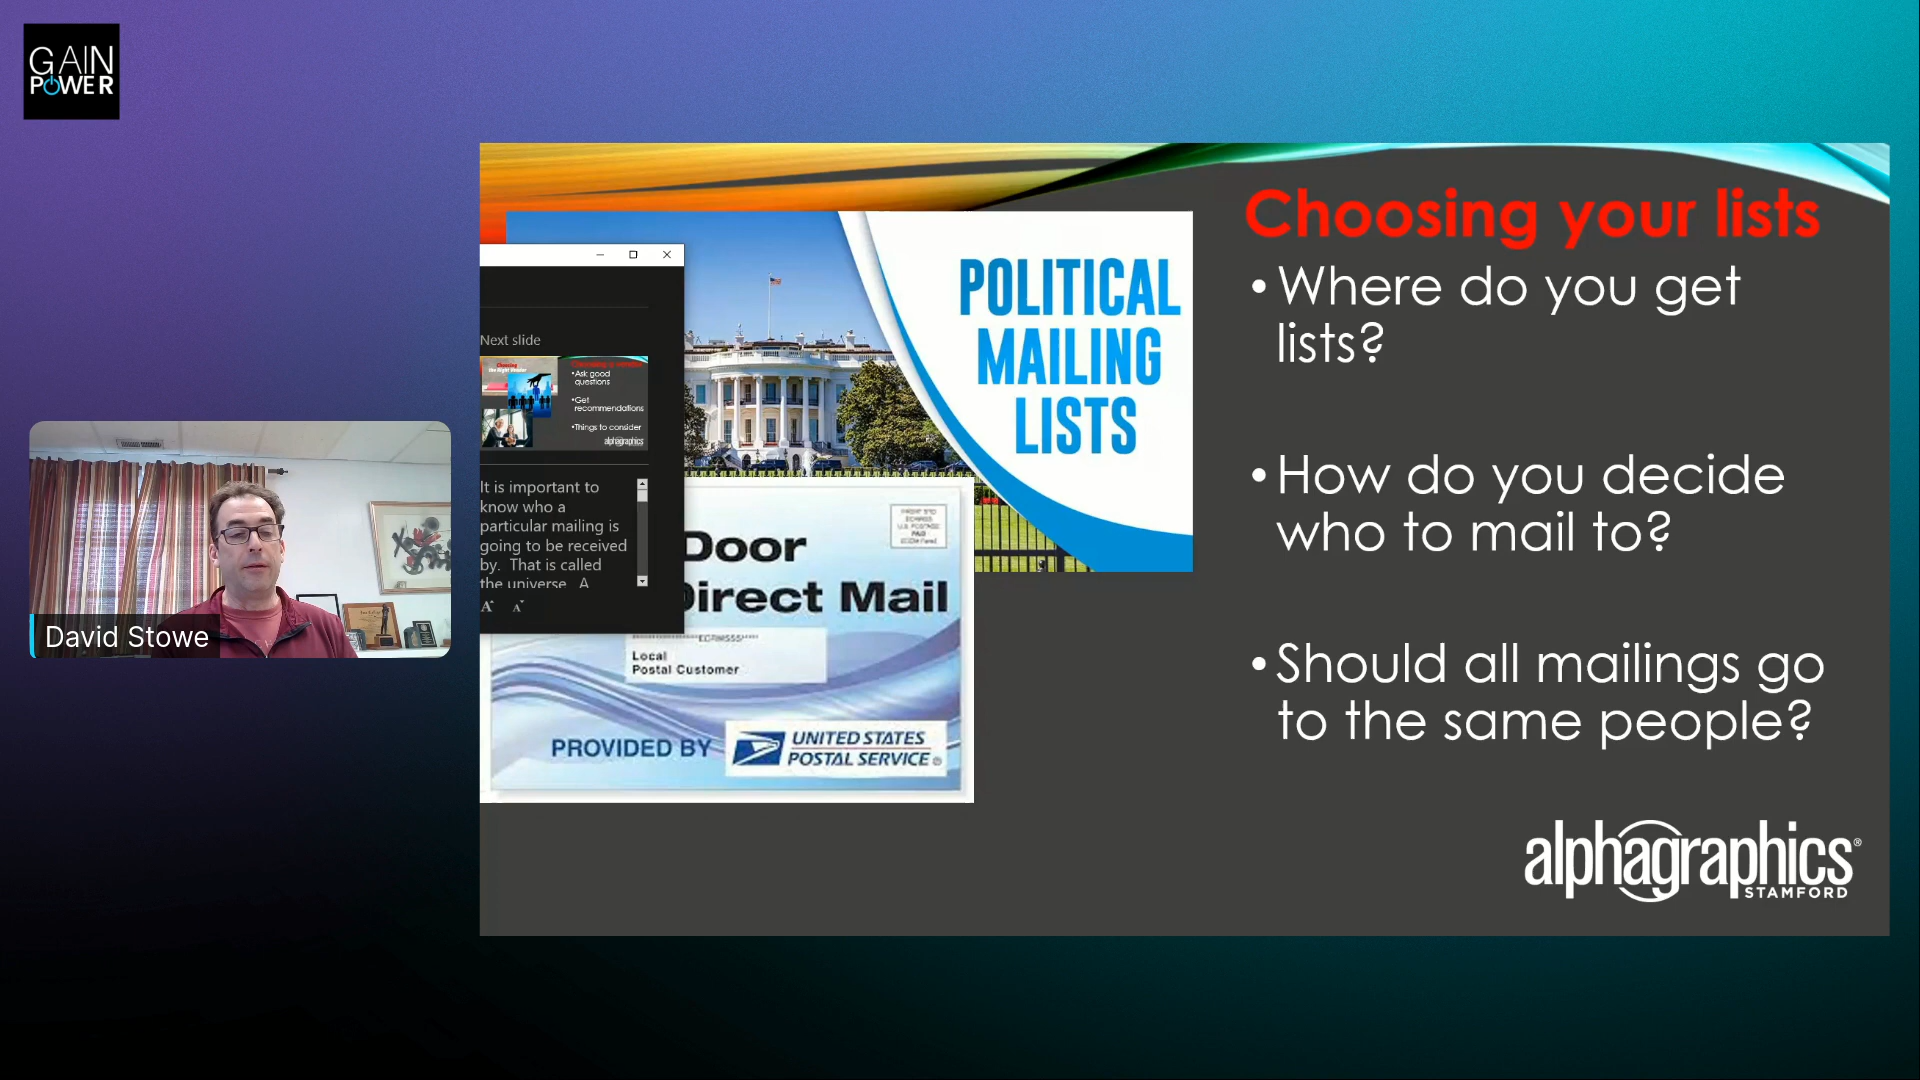 GAIN
POWER
Choosing your lists
• Where do you get
lists?
• How do you decide
who to mail to?
• Should all mailings go
to the same people?
alphagraphics®
STAMFORD
POLITICAL
MAILING
LISTS
Next slide
•Ask good
questions
•Get
recommendations
•Things to consider
alphagraphics
It is important to
know who a
particular mailing is
going to be received
by. That is called
the universe. A
A A
Door
Direct Mail
Local
Postal Customer
PROVIDED BY
UNITED STATES
POSTAL SERVICE®
David Stowe